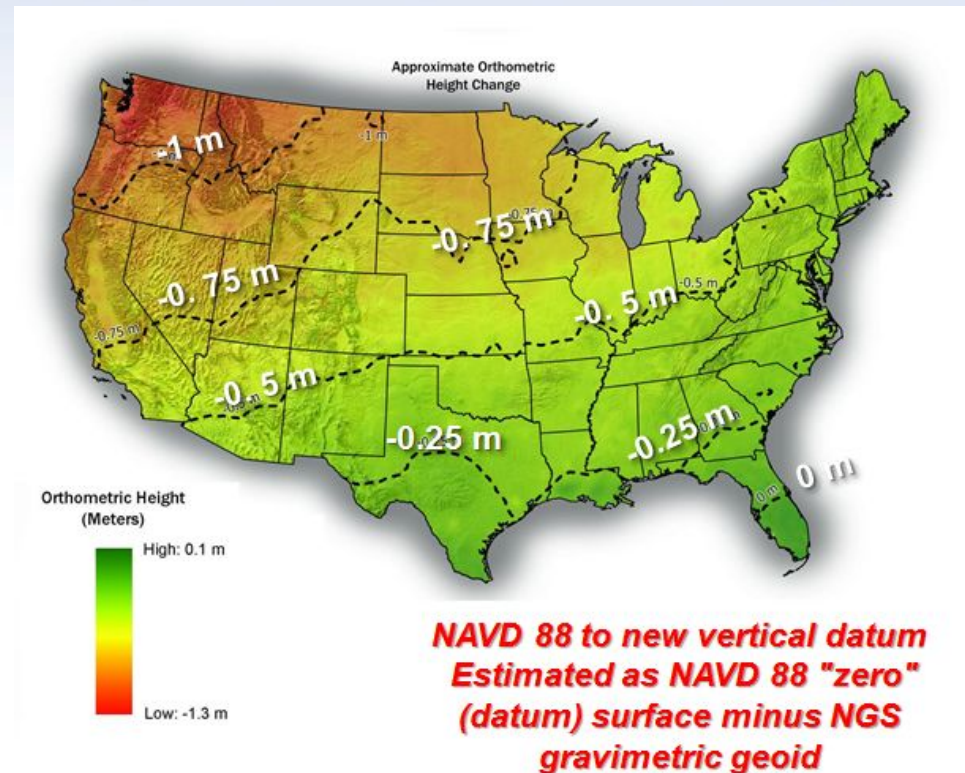 Approximate Orthometric
Height Change
-1 m
-1 m
-0.75 m
-0. 75 m
-0. 75 m
-0.75 m
-0. 5 m
-0.5 m
-0. 5 m
-0.25 m
-0.25 m
0 m
0 m
Orthometric Height
(Meters)
High: 0.1 m
Low: -1.3 m
NAVD 88 to new vertical datum
Estimated as NAVD 88 "zero"
(datum) surface minus NGS
gravimetric geoid